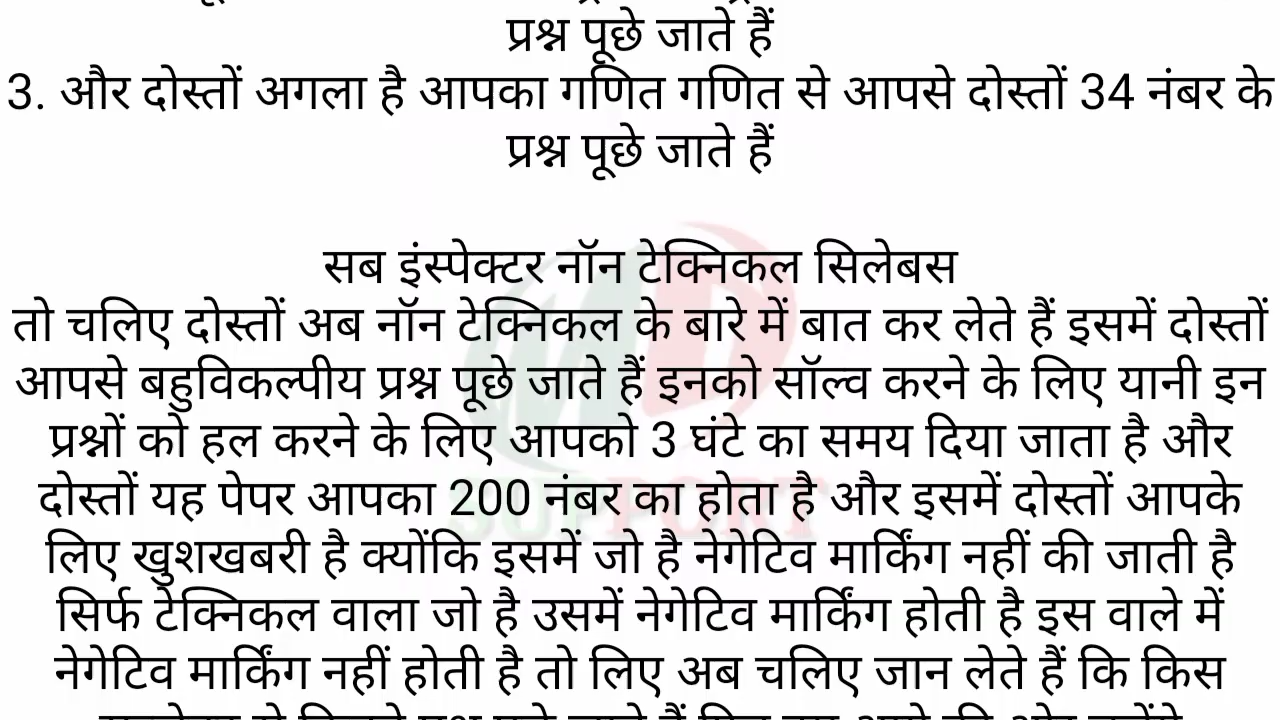 प्रश्न पूछे जाते हैं
3. और दोस्तों अगला है आपका गणित गणित से आपसे दोस्तों 34 नंबर के
प्रश्न पूछे जाते हैं
सब इंस्पेक्टर नॉन टेक्निकल सिलेबस
तो चलिए दोस्तों अब नॉन टेक्निकल के बारे में बात कर लेते हैं इसमें दोस्तों
आपसे बहुविकल्पीय प्रश्न पूछे जाते हैं इनको सॉल्व करने के लिए यानी इन
प्रश्नों को हल करने के लिए आपको 3 घंटे का समय दिया जाता है और
दोस्तों यह पेपर आपका 200 नंबर का होता है और इसमें दोस्तों आपके
लिए खुशखबरी है क्योंकि इसमें जो है नेगेटिव मार्किंग नहीं की जाती है
सिर्फ टेक्निकल वाला जो है उसमें नेगेटिव मार्किंग होती है इस वाले में
नेगेटिव मार्किंग नहीं होती है तो लिए अब चलिए जान लेते हैं कि किस
MD
SUPPORT